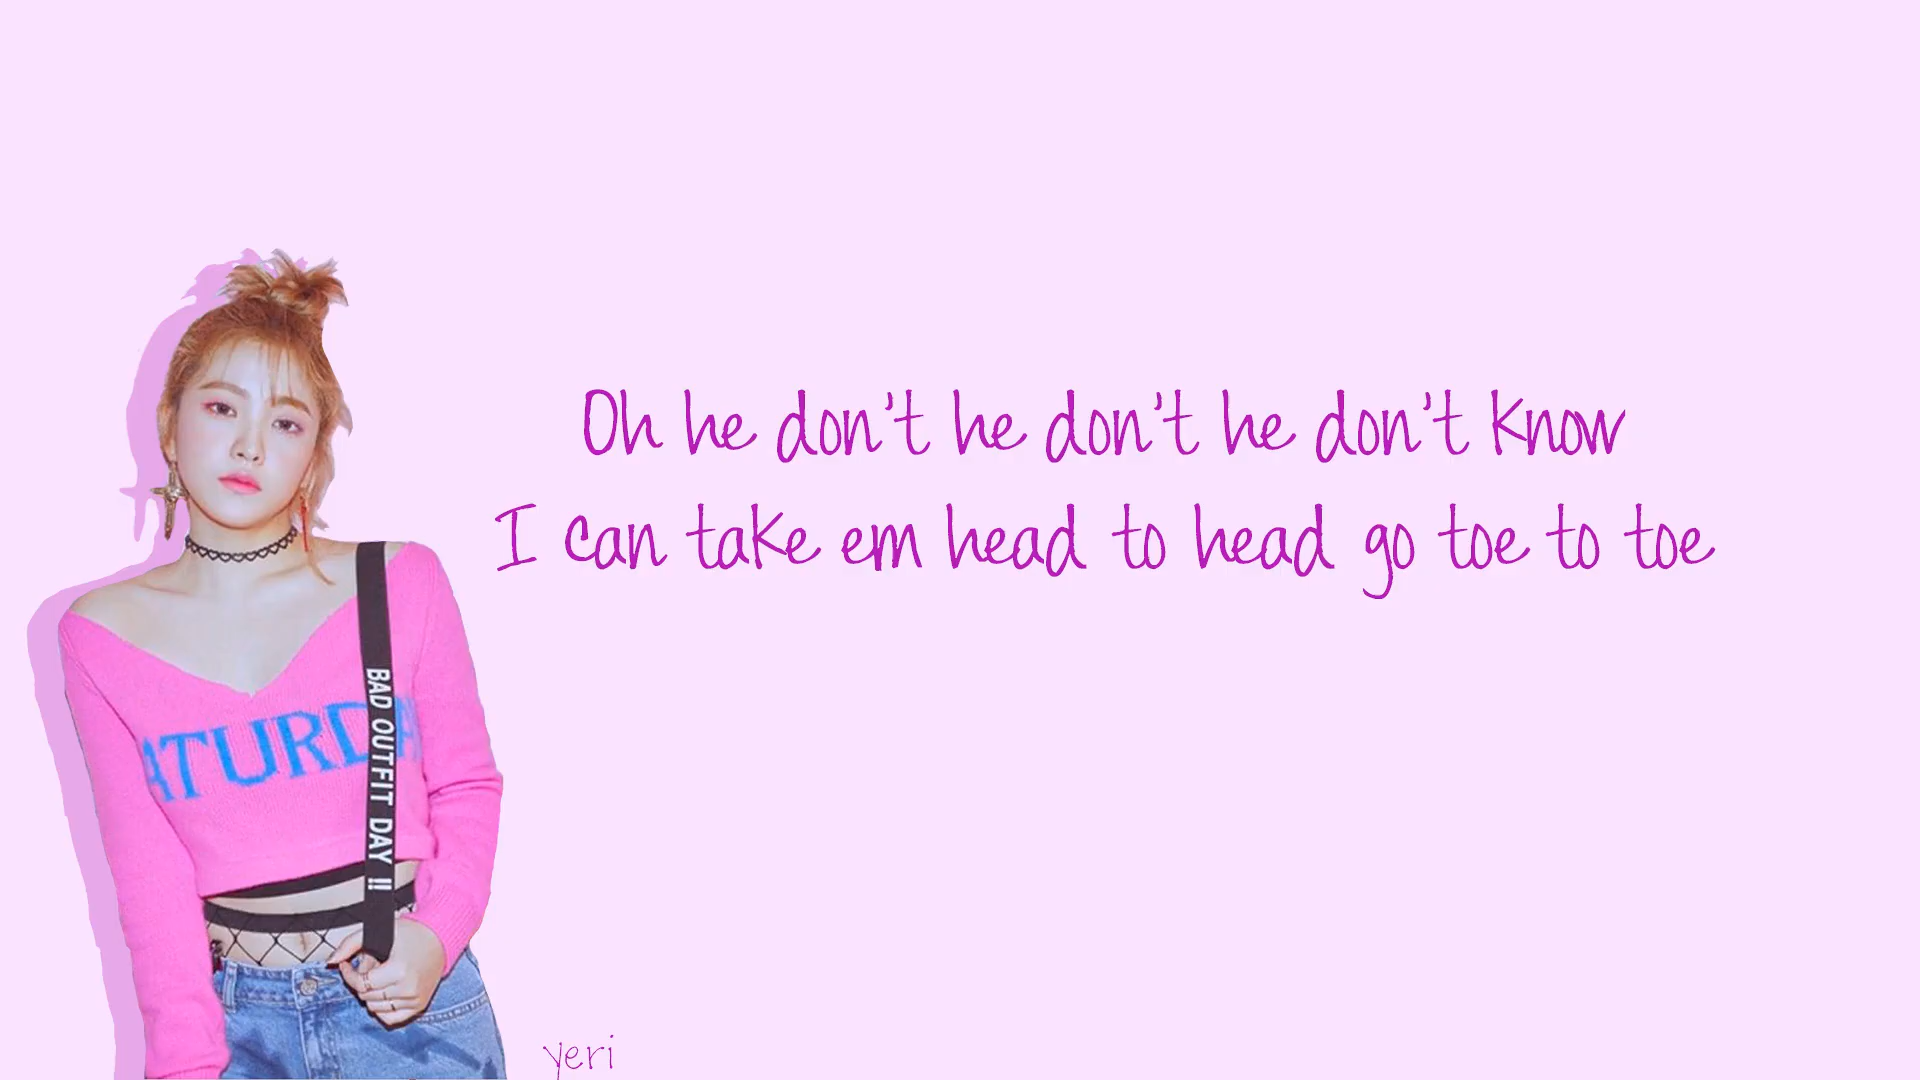 Oh he don't he don't he don't know
I can take em head to head go toe to toe
ATURDA
BAD OUTFIT DAY !!
yeri